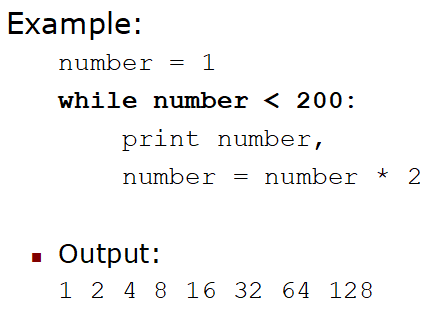 Example:
number = 1
while number < 200:
print number,
number = number * 2
Output:
1 2 4 8 16 32 64 128